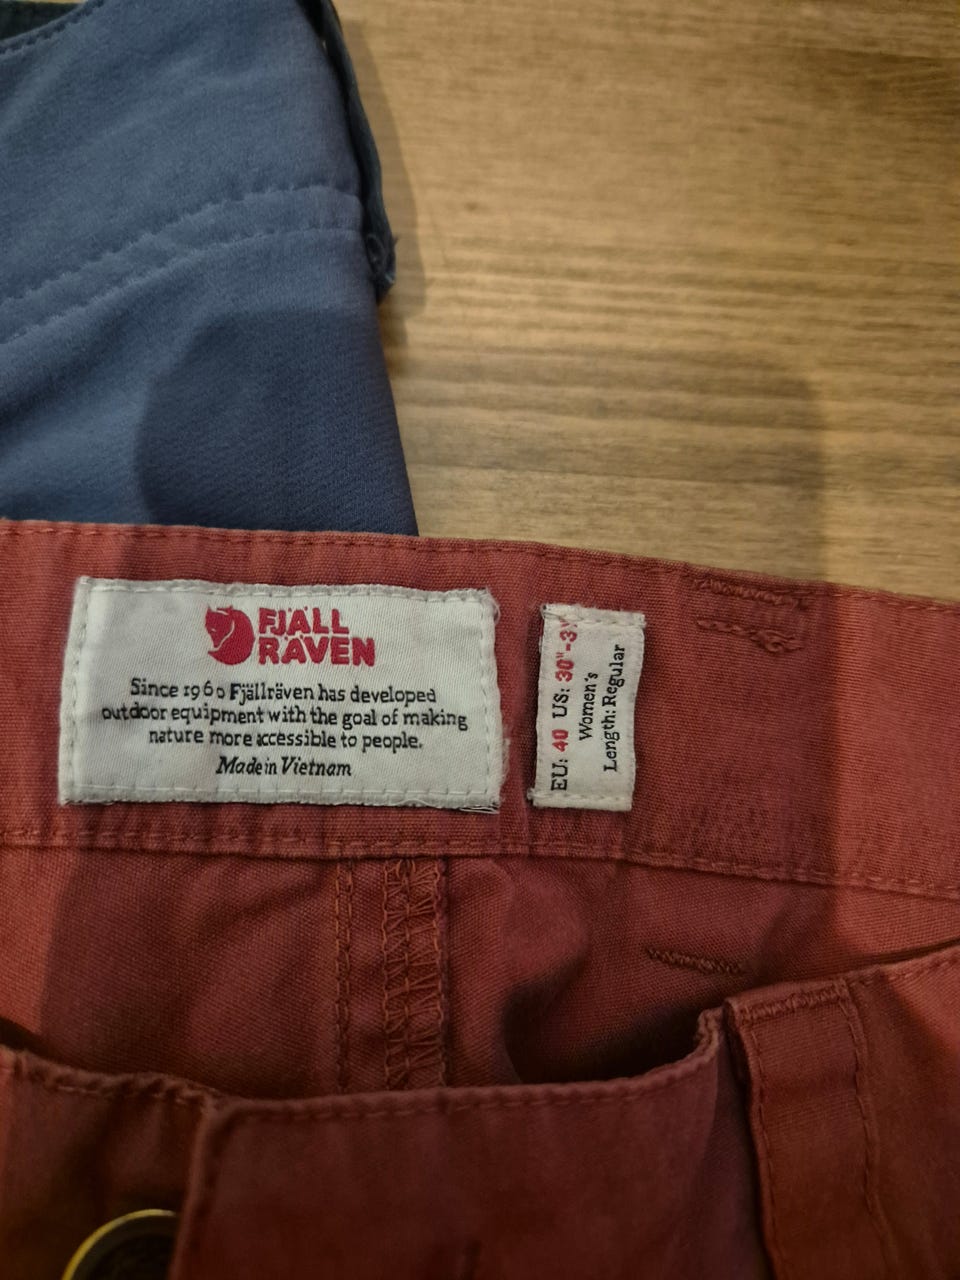 FJÄLL
RÄVEN
Since 1960 Fjällräven has developed
outdoor equipment with the goal of making
nature more accessible to people.
Made in Vietnam
EU: 40 US: 30"-3
Women's
Length: Regular